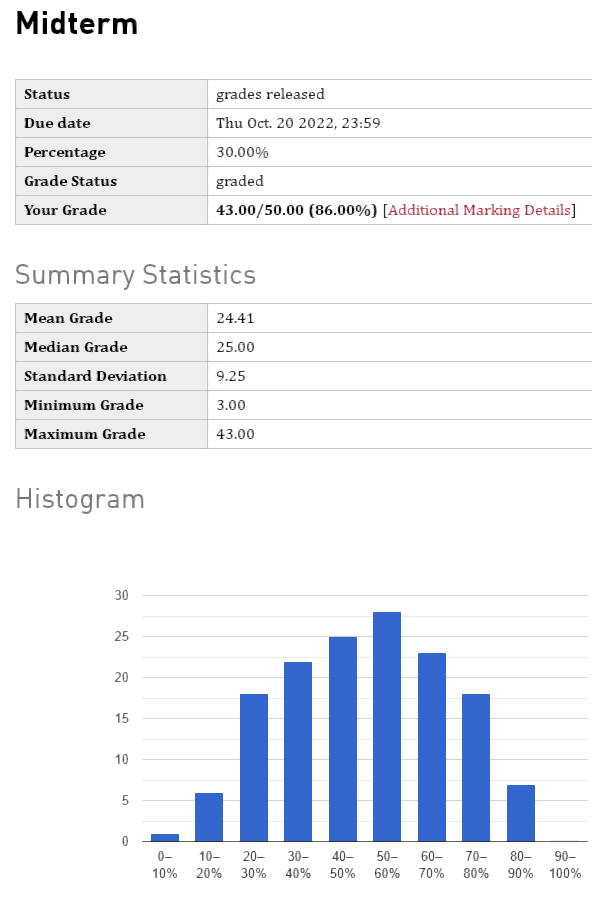 Midterm
Status grades released
Due date Thu Oct. 20 2022, 23:59
Percentage 30.00%
Grade Status graded
Your Grade 43.00/50.00 (86.00%) [Additional Marking Details]
Summary Statistics
Mean Grade 24.41
Median Grade 25.00
Standard Deviation 9.25
Minimum Grade 3.00
Maximum Grade 43.00
Histogram
30
25
20
15
10
5
0
0– 10– 20– 30– 40– 50– 60– 70– 80– 90–
10% 20% 30% 40% 50% 60% 70% 80% 90% 100%